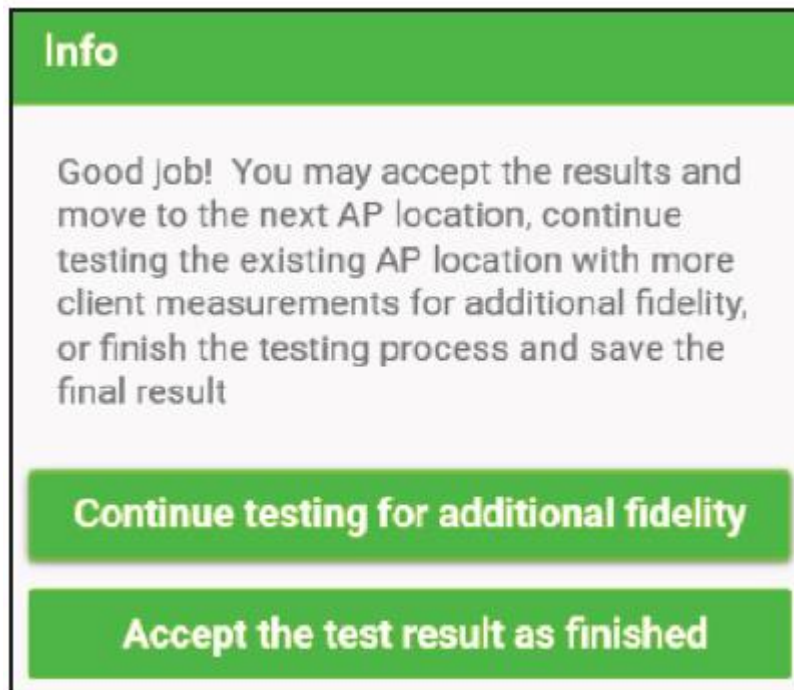 Info
Good job!  You may accept the results and
move to the next AP location, continue
testing the existing AP location with more
client measurements for additional fidelity,
or finish the testing process and save the
final result
Continue testing for additional fidelity
Accept the test result as finished